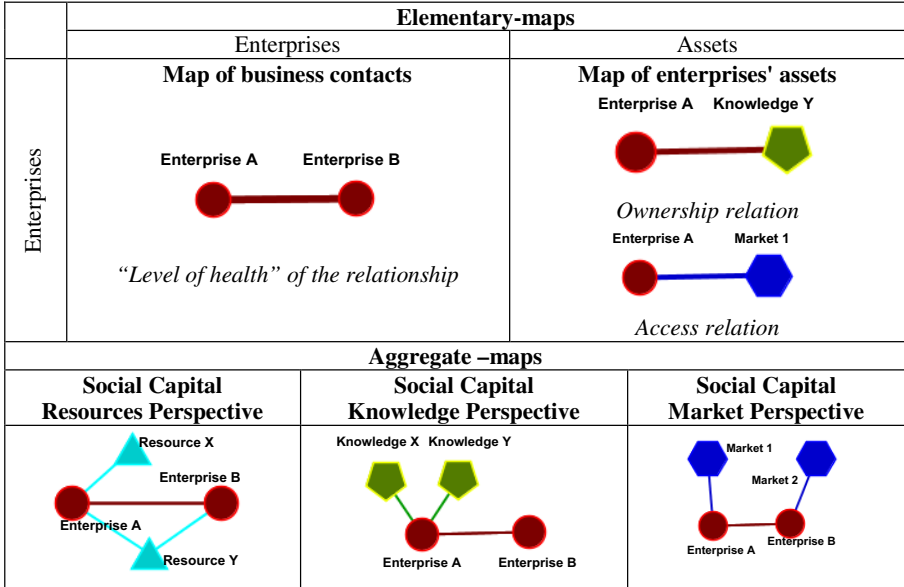 Elementary-maps
Enterprises Assets
Enterprises
Map of business contacts
Enterprise A Enterprise B
“Level of health” of the relationship
Map of enterprises' assets
Enterprise A Knowledge Y
Ownership relation
Enterprise A Market 1
Access relation
Aggregate –maps
Social Capital
Resources Perspective
Social Capital
Knowledge Perspective
Social Capital
Market Perspective
Resource X
Enterprise B
Enterprise A
Resource Y
Knowledge X Knowledge Y
Enterprise A Enterprise B
Market 1
Market 2
Enterprise A Enterprise B